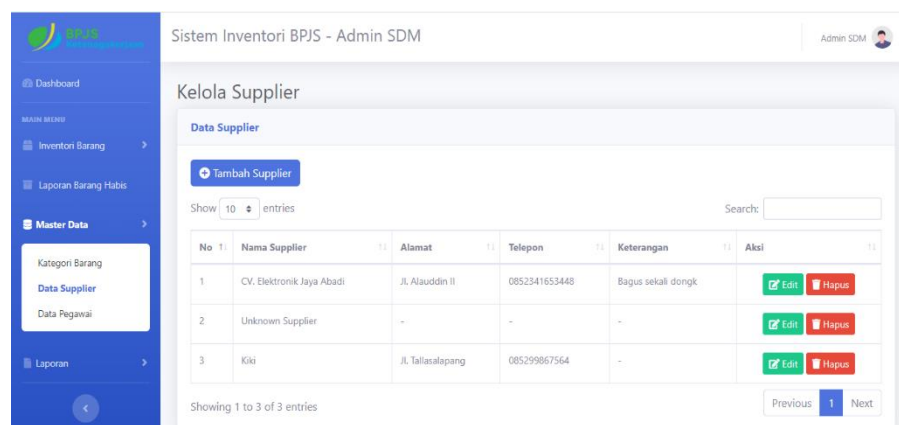 BPJS
Ketenagakerjaan
Sistem Inventori BPJS - Admin SDM
Admin SDM
Dashboard
MAIN MENU
Inventori Barang
Laporan Barang Habis
Master Data
Kategori Barang
Data Supplier
Data Pegawai
Laporan
Kelola Supplier
Data Supplier
Tambah Supplier
Show 10 entries
Search:
No Nama Supplier Alamat Telepon Keterangan Aksi
1 CV. Elektronik Jaya Abadi Jl. Alauddin II 0852341653448 Bagus sekali dongk Edit Hapus
2 Unknown Supplier - - - Edit Hapus
3 Kiki Jl. Tallasalapang 085299867564 - Edit Hapus
Showing 1 to 3 of 3 entries
Previous 1 Next